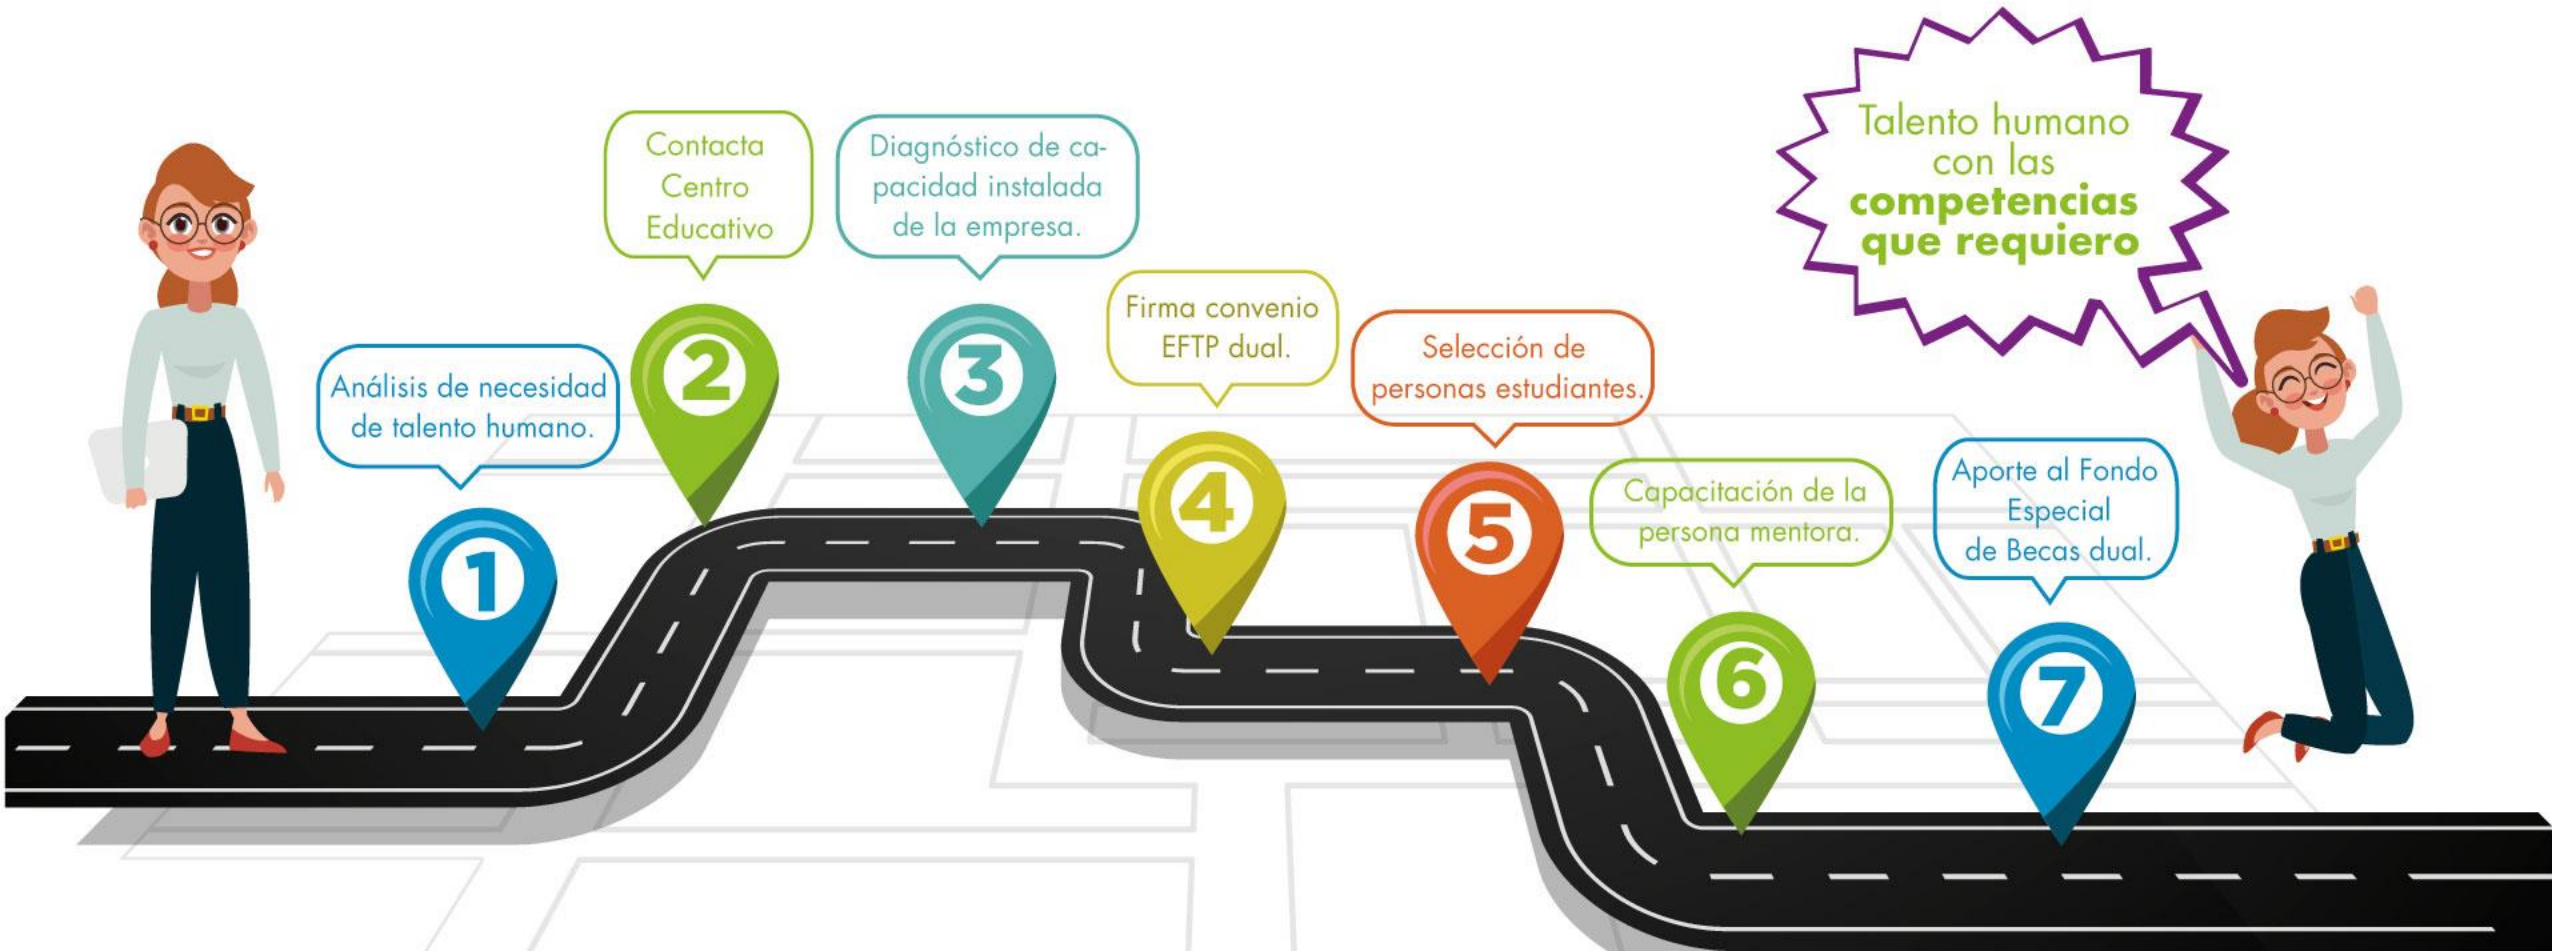 Análisis de necesidad
de talento humano.
1
Contacta
Centro
Educativo
2
Diagnóstico de ca-
pacidad instalada
de la empresa.
3
Firma convenio
EFTP dual.
4
Selección de
personas estudiantes.
5
Capacitación de la
persona mentora.
6
Aporte al Fondo
Especial
de Becas dual.
7
Talento humano
con las
competencias
que requiero